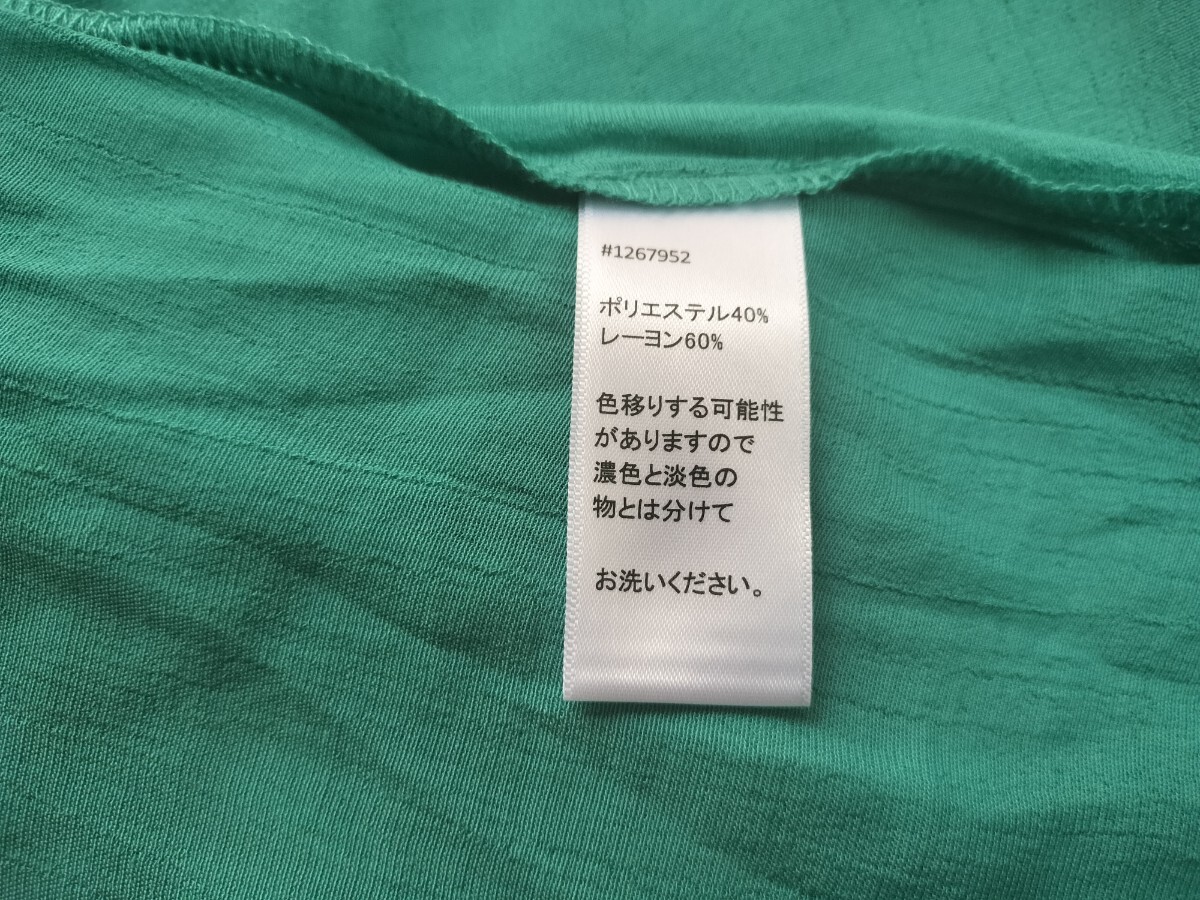 #1267952
ポリエステル40%
レーヨン60%
色移りする可能性
がありますので
濃色と淡色の
物とは分けて
お洗いください。